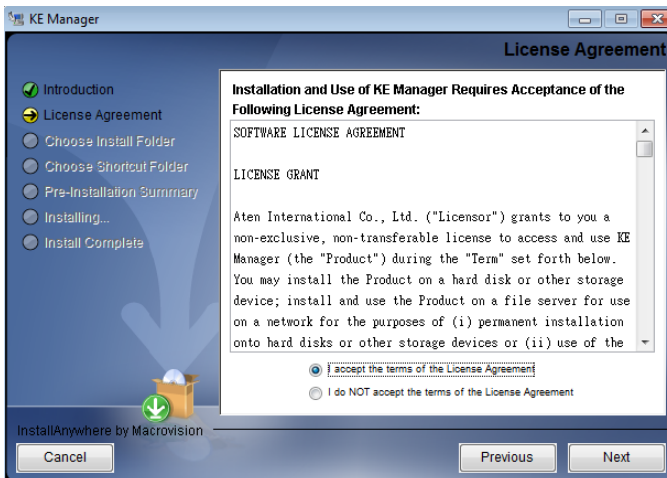 KE Manager
License Agreement
Introduction
License Agreement
Choose Install Folder
Choose Shortcut Folder
Pre-Installation Summary
Installing...
Install Complete
Installation and Use of KE Manager Requires Acceptance of the
Following License Agreement:
SOFTWARE LICENSE AGREEMENT
LICENSE GRANT
Aten International Co., Ltd. ("Licensor") grants to you a
non-exclusive, non-transferable license to access and use KE
Manager (the "Product") during the "Term" set forth below.
You may install the Product on a hard disk or other storage
device; install and use the Product on a file server for use
on a network for the purposes of (i) permanent installation
onto hard disks or other storage devices or (ii) use of the
I accept the terms of the License Agreement
I do NOT accept the terms of the License Agreement
InstallAnywhere by Macrovision
Cancel
Previous
Next